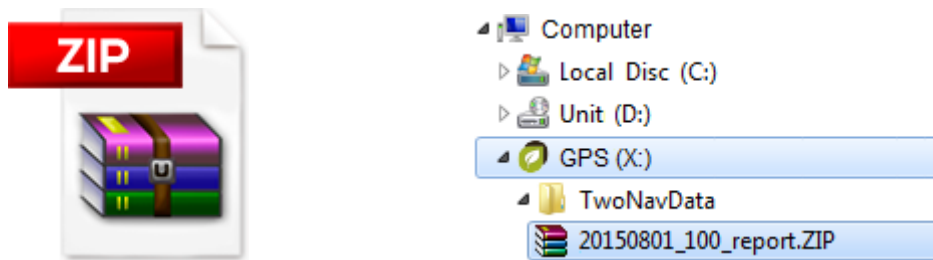 ZIP
Computer
Local Disc (C:)
Unit (D:)
GPS (X:)
TwoNavData
20150801_100_report.ZIP